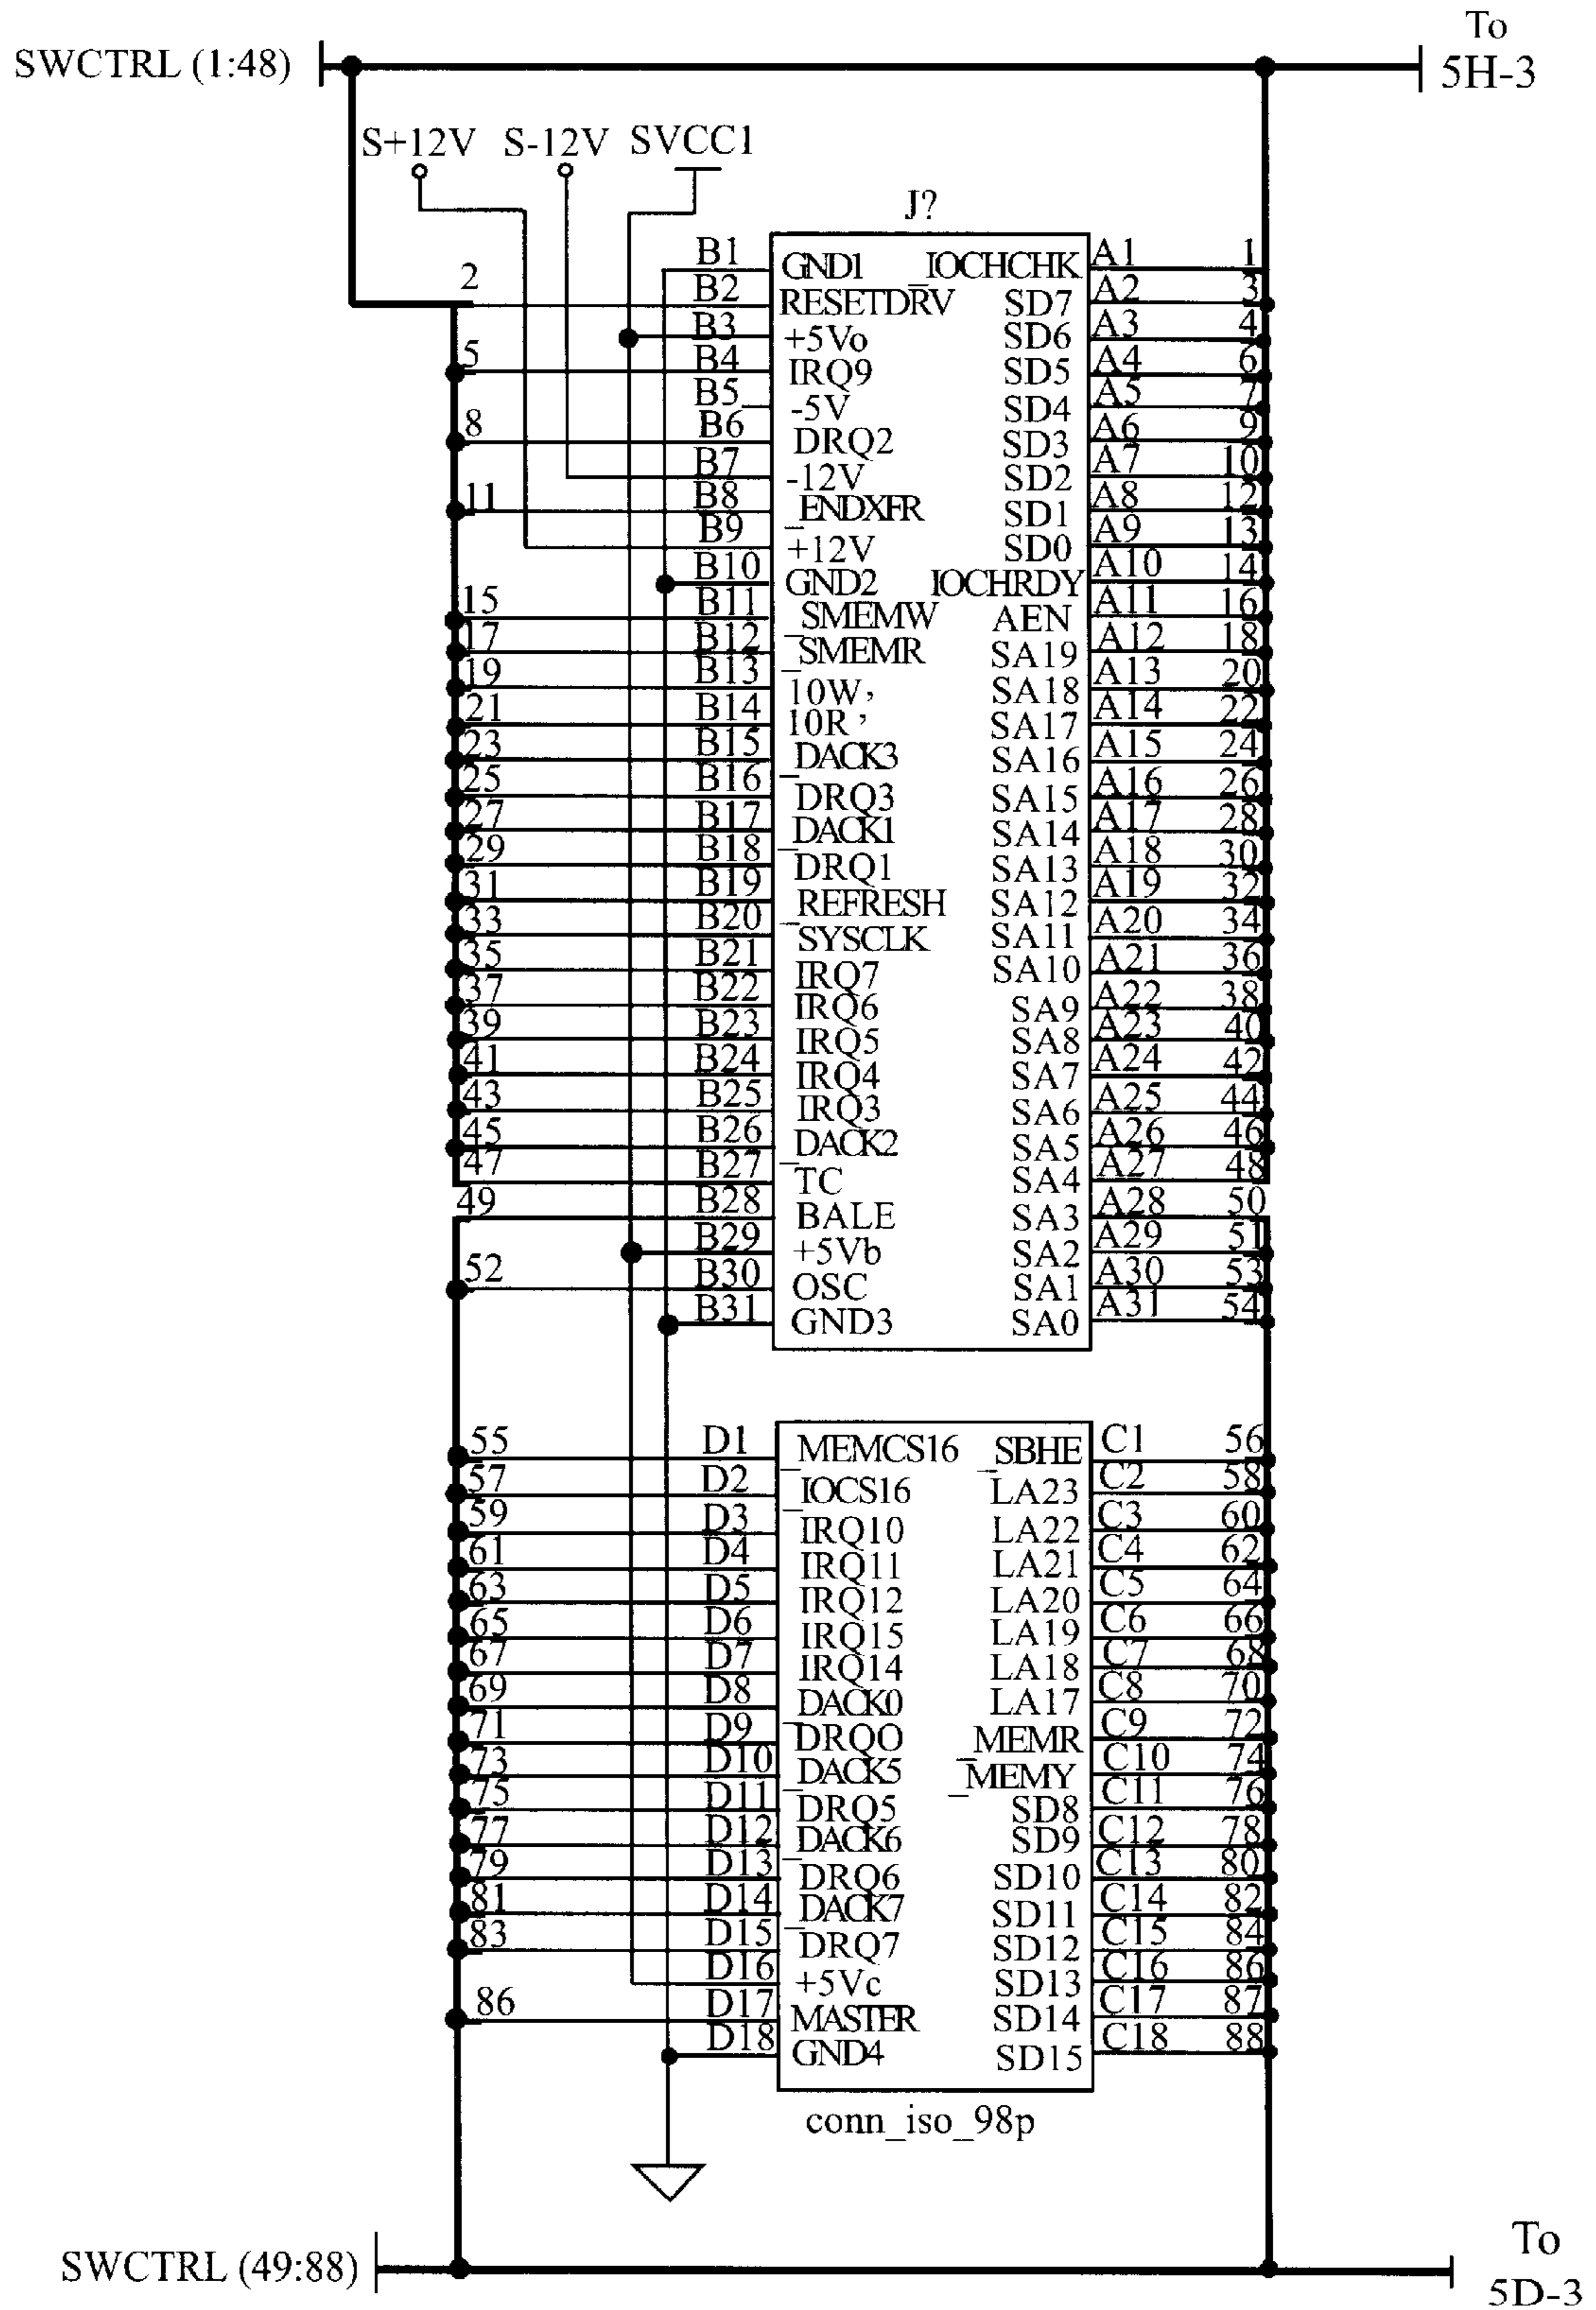 To
SWCTRL (1:48) 5H-3
S+12V S-12V SVCC1
J?
B1 GND1 _IOCHCHK A1 1
2 B2 RESETDRV SD7 A2 3
B3 +5Vo SD6 A3 4
5 B4 IRQ9 SD5 A4 6
B5 -5V SD4 A5 7
8 B6 DRQ2 SD3 A6 9
B7 -12V SD2 A7 10
11 B8 _ENDXFR SD1 A8 12
B9 +12V SD0 A9 13
B10 GND2 IOCHRDY A10 14
15 B11 _SMEMW AEN A11 16
17 B12 _SMEMR SA19 A12 18
19 B13 10W, SA18 A13 20
21 B14 10R, SA17 A14 22
23 B15 _DACK3 SA16 A15 24
25 B16 DRQ3 SA15 A16 26
27 B17 _DACK1 SA14 A17 28
29 B18 DRQ1 SA13 A18 30
31 B19 _REFRESH SA12 A19 32
33 B20 SYSCLK SA11 A20 34
35 B21 IRQ7 SA10 A21 36
37 B22 IRQ6 SA9 A22 38
39 B23 IRQ5 SA8 A23 40
41 B24 IRQ4 SA7 A24 42
43 B25 IRQ3 SA6 A25 44
45 B26 _DACK2 SA5 A26 46
47 B27 TC SA4 A27 48
49 B28 BALE SA3 A28 50
B29 +5Vb SA2 A29 51
52 B30 OSC SA1 A30 53
B31 GND3 SA0 A31 54
55 D1 _MEMCS16 _SBHE C1 56
57 D2 _IOCS16 LA23 C2 58
59 D3 IRQ10 LA22 C3 60
61 D4 IRQ11 LA21 C4 62
63 D5 IRQ12 LA20 C5 64
65 D6 IRQ15 LA19 C6 66
67 D7 IRQ14 LA18 C7 68
69 D8 _DACK0 LA17 C8 70
71 D9 DRQO _MEMR C9 72
73 D10 _DACK5 _MEMY C10 74
75 D11 DRQ5 SD8 C11 76
77 D12 _DACK6 SD9 C12 78
79 D13 DRQ6 SD10 C13 80
81 D14 _DACK7 SD11 C14 82
83 D15 DRQ7 SD12 C15 84
D16 +5Vc SD13 C16 86
86 D17 MASTER SD14 C17 87
D18 GND4 SD15 C18 88
conn_iso_98p
To
SWCTRL (49:88) 5D-3